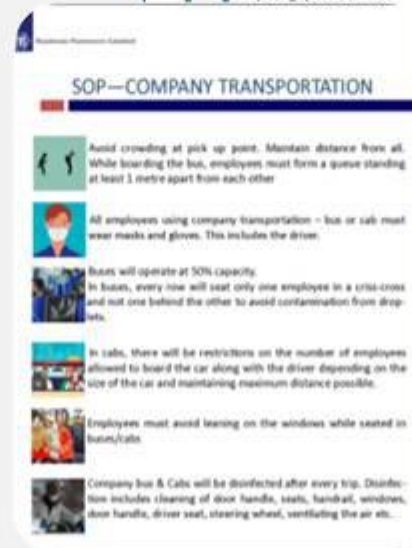 SOP—COMPANY TRANSPORTATION
Avoid crowding at pick up point. Maintain distance from all.
While boarding the bus, employees must form a queue standing
at least 1 metre apart from each other
All employees using company transportation – bus or cab must
wear masks and gloves. This includes the driver.
Buses will operate at 50% capacity.
In buses, every row will seat only one employee in a criss-cross
and not one behind the other to avoid contamination from drop-
lets.
In cabs, there will be restrictions on the number of employees
allowed to board the car along with the driver depending on the
size of the car and maintaining maximum distance possible.
Employees must avoid leaning on the windows while seated in
buses/cabs
Company bus & Cabs will be disinfected after every trip. Disinfec-
tion includes cleaning of door handle, seats, handrail, windows,
door handle, driver seat, steering wheel, ventilating the air etc.